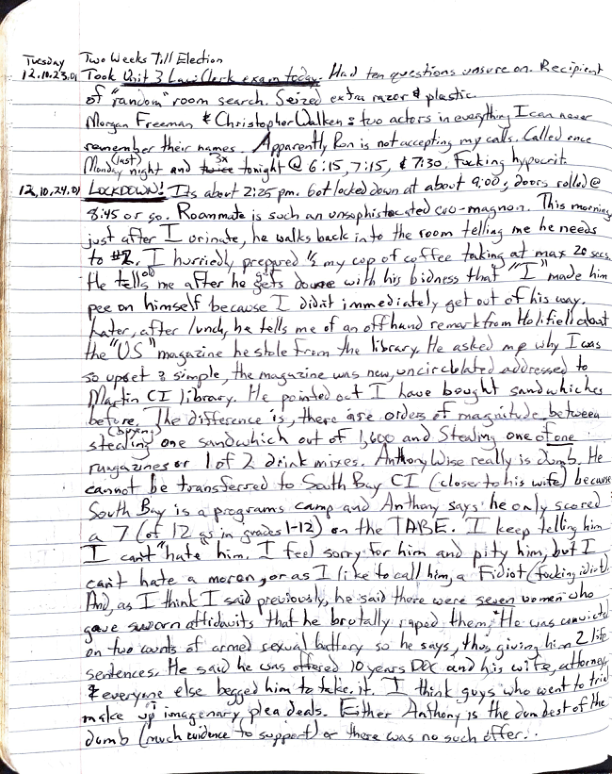 Tuesday Two Weeks Till Election
12.10.23.01 Took Unit 3 Law Clerk exam today. Had ten questions unsure on. Recipient
of "random" room search. Seized extra razor & plastic.
Morgan Freeman & Christopher Walken: two actors in everything I can never
remember their names. Apparently Ron is not accepting my calls. Called once
Monday (last) night and 3x tonight @ 6:15, 7:15, & 7:30. Fucking hypocrit.
12.10.24.01 LOCKDOWN! Its about 2:25 pm. Got locked down at about 9:00; doors rolled @
8:45 or so. Roommate is such an unsophistocated cow-magnon. This morning
just after I urinate, he walks back into the room telling me he needs
to #2. I hurriedly prepared ½ my cup of coffee taking at max 20 secs.
He tells me after he gets done with his bidness that "I" made him
pee on himself because I didn't immediately get out of his way.
Later, after lunch, he tells me of an offhand remark from Holifield about
the "US" magazine he stole from the library. He asked me why I was
so upset & simple, the magazine was new, uncirculated addressed to
Martin CI library. He pointed out I have bought sandwhiches
before. The difference is, there are orders of magnitude between
stealing (buying) one sandwhich out of 1,600 and stealing one of one
magazines or 1 of 2 drink mixes. Anthony Wise really is dumb. He
cannot be transferred to South Bay CI (closer to his wife) because
South Bay is a programs camp and Anthony says he only scored
a 7 (of 12 as in grades 1-12) on the TABE. I keep telling him
I can't "hate him. I feel sorry for him and pity him, but I
can't hate a moron, or as I like to call him, a Fidiot (fucking idiot).
And, as I think I said previously, he said there were seven women who
gave sworn affidavits that he brutally raped them. He was convicted
on two counts of armed sexual battery so he says, thus giving him 2 life
sentences. He said he was offered 10 years DOC and his wife, attorney
& everyone else begged him to take it. I think guys who went to trial
make up imagenary plea deals. Either Anthony is the dumbest of the
dumb (much evidence to support) or there was no such offer..